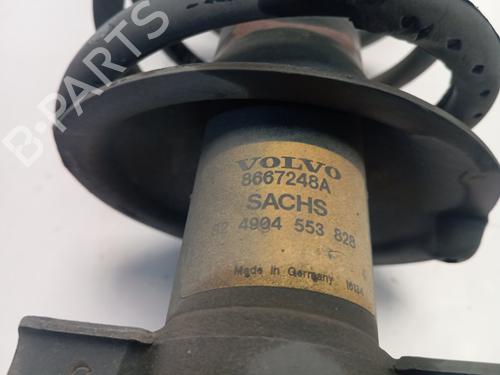 B-PARTS
VOLVO
8667248A
SACHS
4904 553 828
Made in Germany